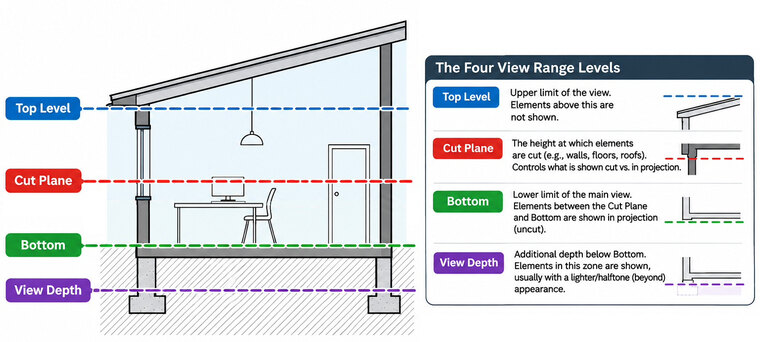 Top Level
Cut Plane
Bottom
View Depth
The Four View Range Levels
Top Level
Upper limit of the view.
Elements above this are
not shown.
Cut Plane
The height at which elements
are cut (e.g., walls, floors, roofs).
Controls what is shown cut vs. in projection.
Bottom
Lower limit of the main view.
Elements between the Cut Plane
and Bottom are shown in projection
(uncut).
View Depth
Additional depth below Bottom.
Elements in this zone are shown,
usually with a lighter/halftone (beyond)
appearance.